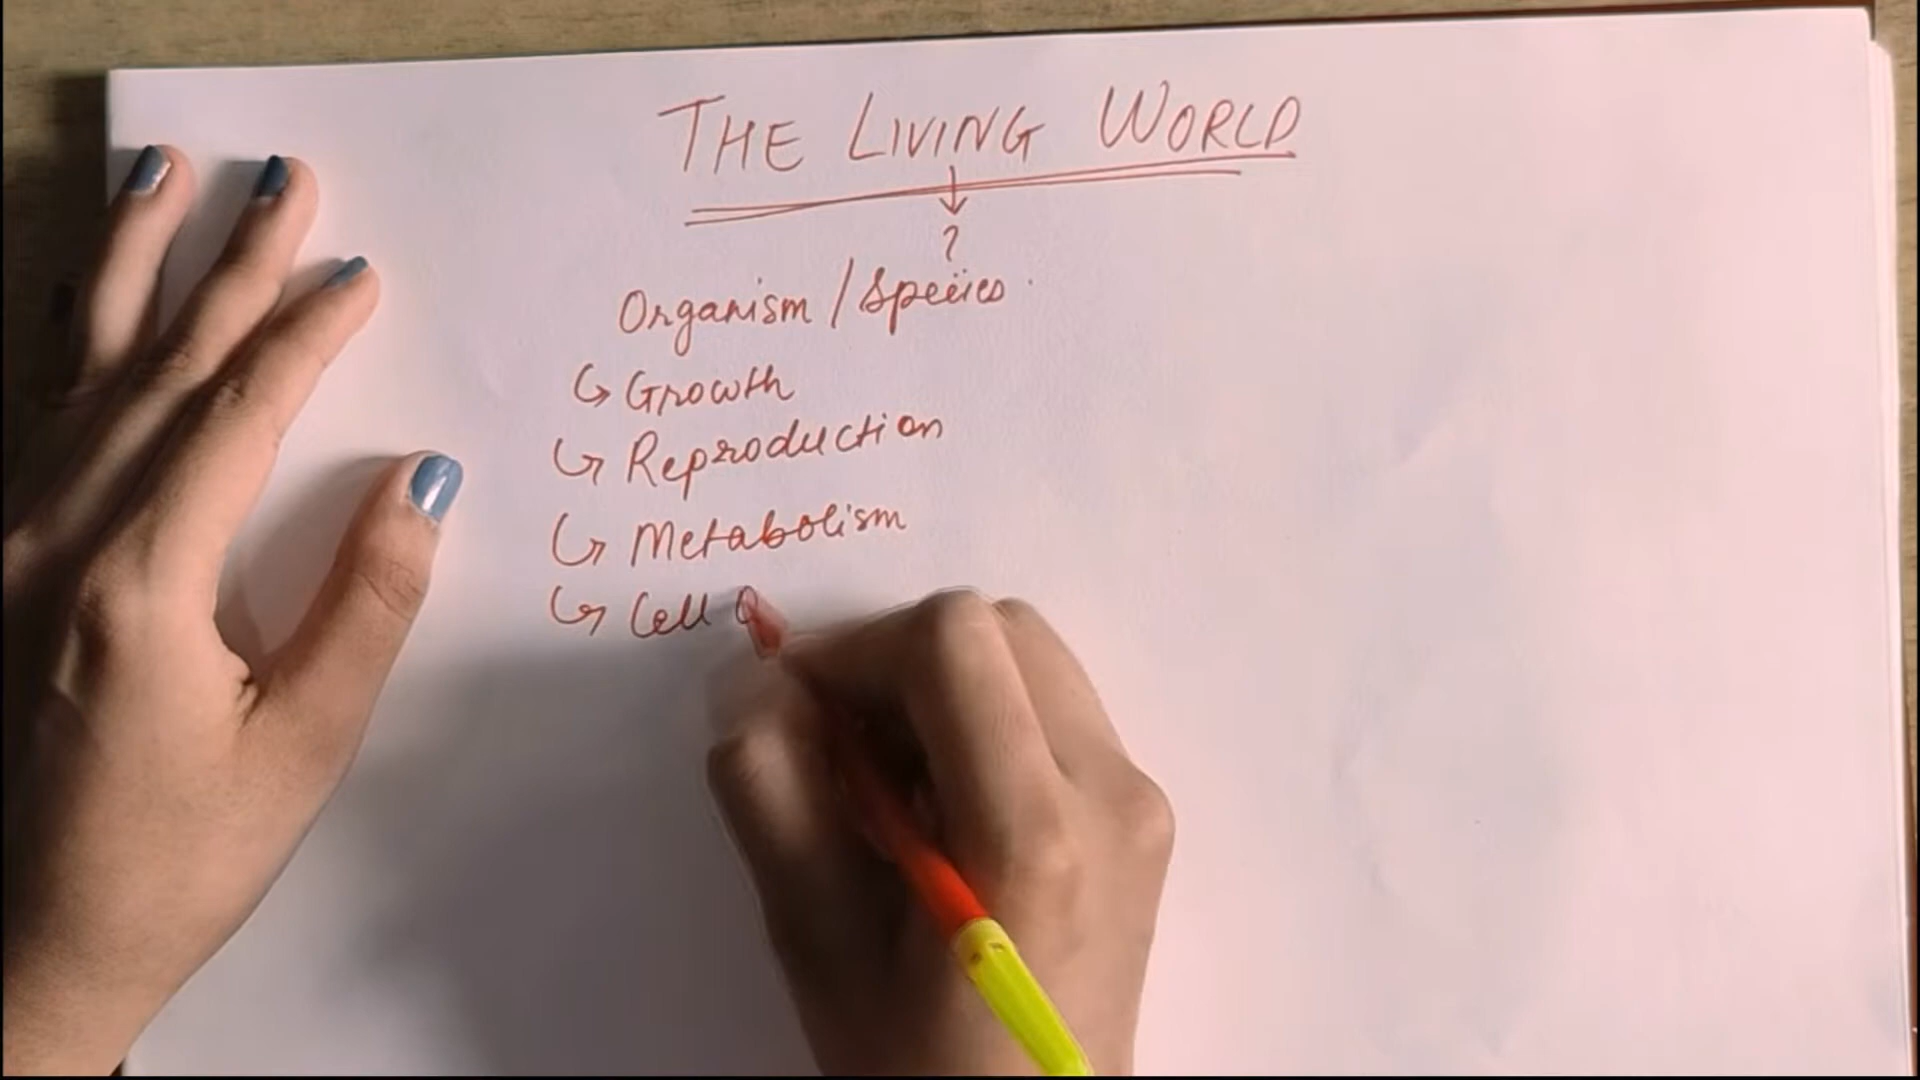 THE LIVING WORLD
?
Organism / Species
Growth
Reproduction
Metabolism
Cell